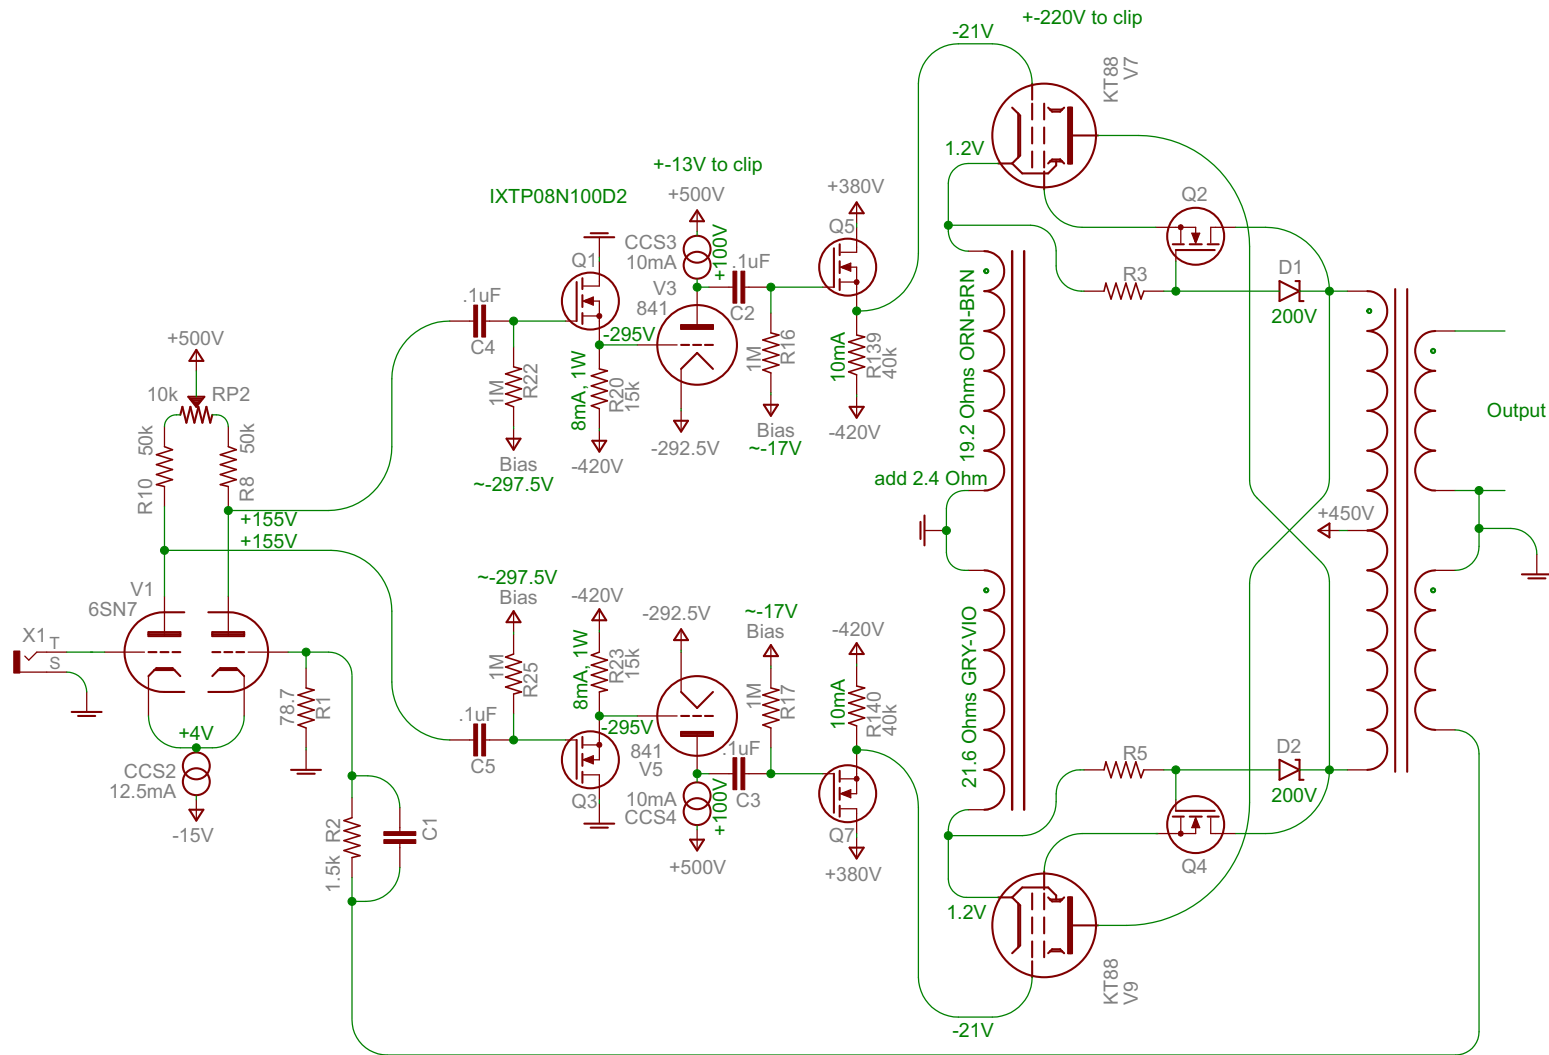 +-220V to clip
-21V
KT88
V7
1.2V
+-13V to clip
IXTP08N100D2
+500V
CCS3
10mA
+100V
V3
841
.1uF
C2
+380V
Q5
Q1
.1uF
C4
-295V
8mA, 1W
R20
15k
1M
R22
Bias
~-297.5V
-420V
-292.5V
1M
R16
Bias
~-17V
10mA
R139
40k
-420V
19.2 Ohms ORN-BRN
add 2.4 Ohm
Q2
R3
D1
200V
+450V
Output
+500V
10k
RP2
50k
R10
50k
R8
+155V
+155V
V1
6SN7
X1
T
S
+4V
CCS2
12.5mA
-15V
78.7
R1
R2
1.5k
C1
~-297.5V
Bias
-420V
1M
R25
8mA, 1W
R23
15k
-295V
.1uF
C5
Q3
-292.5V
841
V5
10mA
CCS4
+100V
+500V
.1uF
C3
~-17V
Bias
1M
R17
-420V
10mA
R140
40k
Q7
+380V
21.6 Ohms GRY-VIO
R5
D2
200V
Q4
1.2V
KT88
V9
-21V